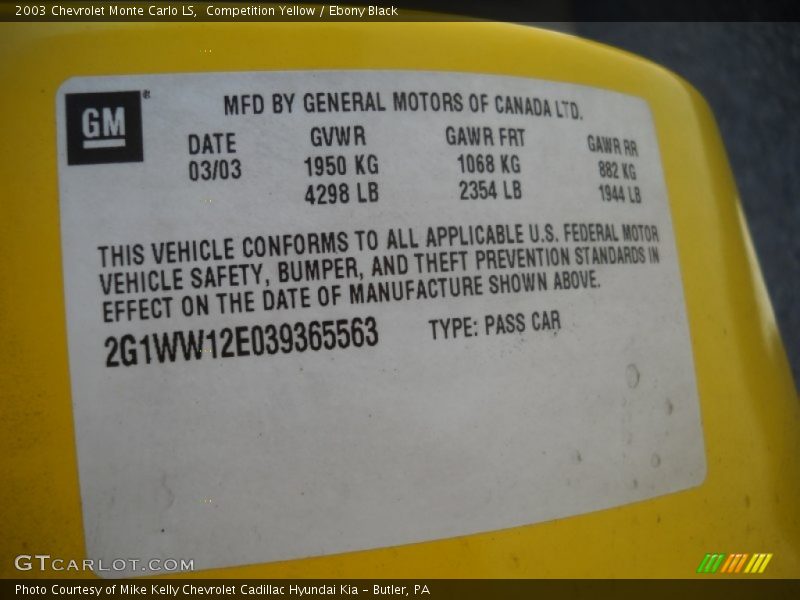 2003 Chevrolet Monte Carlo LS, Competition Yellow / Ebony Black
GM®
MFD BY GENERAL MOTORS OF CANADA LTD.
DATE GVWR GAWR FRT GAWR RR
03/03 1950 KG 1068 KG 882 KG
4298 LB 2354 LB 1944 LB
THIS VEHICLE CONFORMS TO ALL APPLICABLE U.S. FEDERAL MOTOR
VEHICLE SAFETY, BUMPER, AND THEFT PREVENTION STANDARDS IN
EFFECT ON THE DATE OF MANUFACTURE SHOWN ABOVE.
2G1WW12E039365563 TYPE: PASS CAR
GTCARLOT.COM
Photo Courtesy of Mike Kelly Chevrolet Cadillac Hyundai Kia – Butler, PA